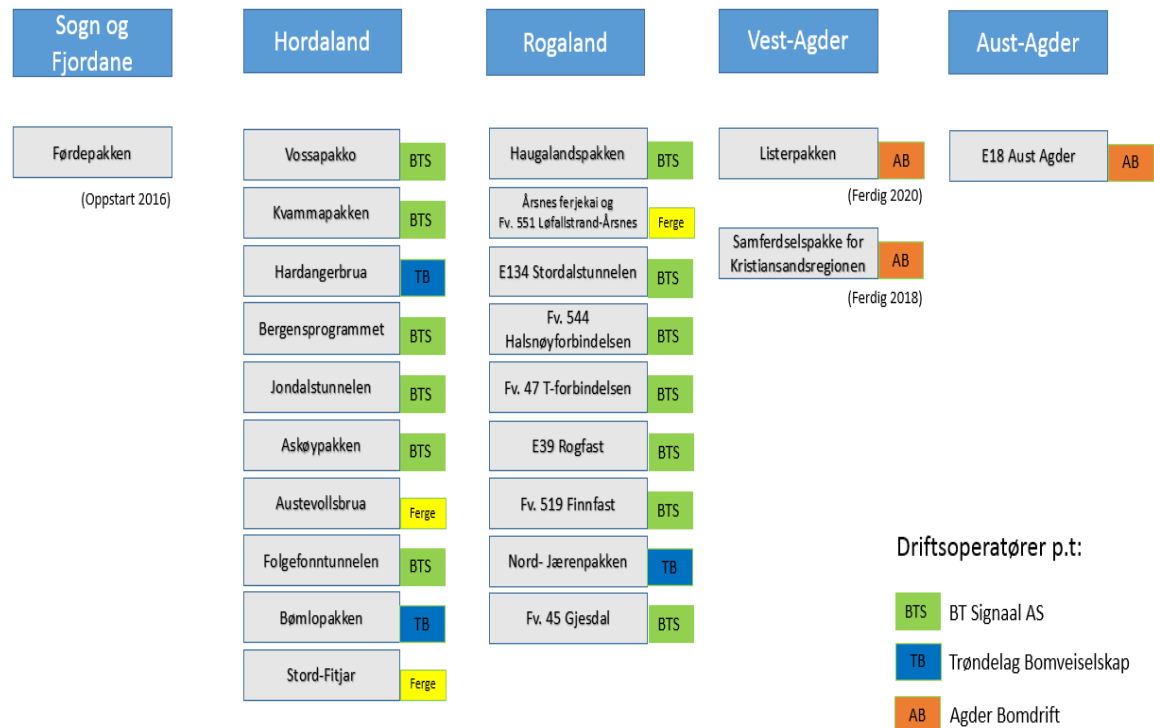 Sogn og
Fjordane
Hordaland
Rogaland
Vest-Agder
Aust-Agder
Førdepakken
(Oppstart 2016)
Vossapakko
BTS
Kvammapakken
BTS
Hardangerbrua
TB
Bergensprogrammet
BTS
Jondalstunnelen
BTS
Askøypakken
BTS
Austevollsbrua
Ferge
Folgefonntunnelen
BTS
Bømlopakken
TB
Stord-Fitjar
Ferge
Haugalandspakken
BTS
Årsnes ferjekai og
Fv. 551 Løfallstrand-Årsnes
Ferge
E134 Stordalstunnelen
BTS
Fv. 544
Halsnøyforbindelsen
BTS
Fv. 47 T-forbindelsen
BTS
E39 Rogfast
BTS
Fv. 519 Finnfast
BTS
Nord- Jærenpakken
TB
Fv. 45 Gjesdal
BTS
Listerpakken
AB
(Ferdig 2020)
Samferdselspakke for
Kristiansandsregionen
AB
(Ferdig 2018)
E18 Aust Agder
AB
Driftsoperatører p.t:
BTS BT Signaal AS
TB Trøndelag Bomveiselskap
AB Agder Bomdrift